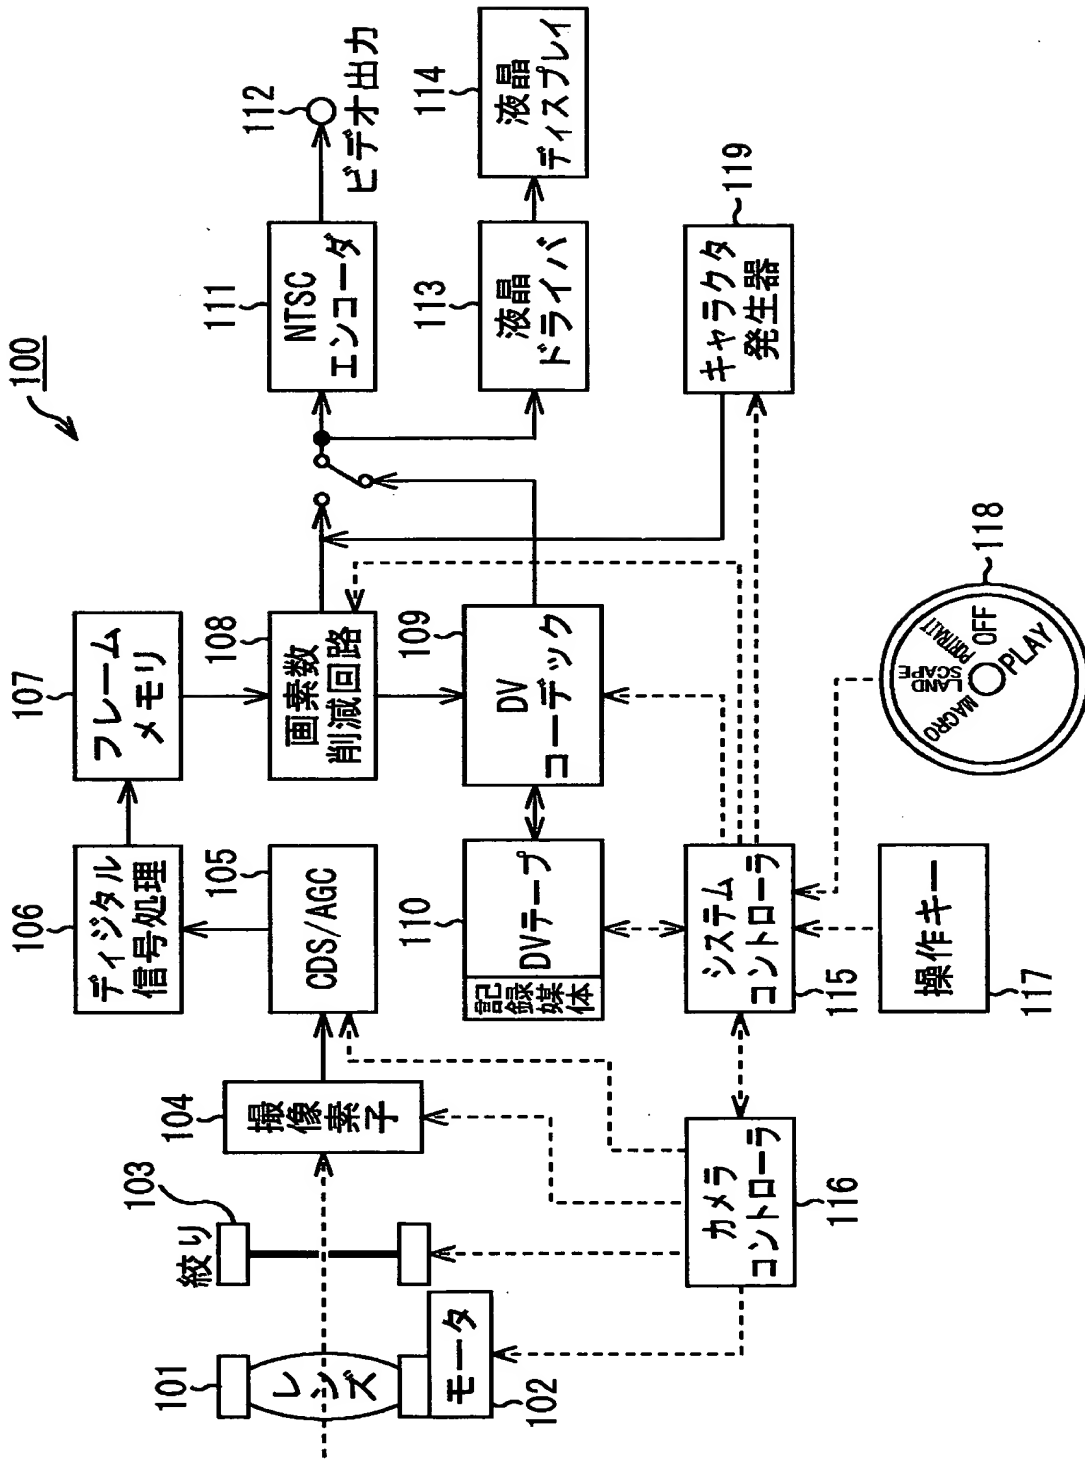 100
101
レンズ
モータ
102
絞り
103
104
撮像
素子
CDS/AGC
105
106
ディジタル
信号処理
107
フレーム
メモリ
108
画素数
削減回路
109
DV
コーデック
110
記録
媒体
DVテープ
111
NTSC
エンコーダ
112
ビデオ出力
113
液晶
ドライバ
114
液晶
ディスプレイ
システム
コントローラ
115
カメラ
コントローラ
116
操作キー
117
118
MACRO
LAND
SCAPE
PORTRAIT
OFF
PLAY
119
キャラクタ
発生器